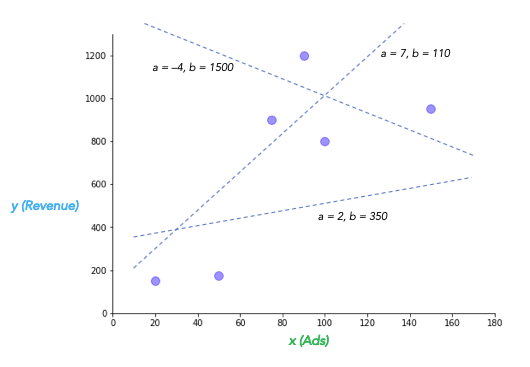 a = 7, b = 110
a = –4, b = 1500
1200
1000
800
600
y (Revenue)
a = 2, b = 350
400
200
0
0 20 40 60 80 100 120 140 160 180
x (Ads)